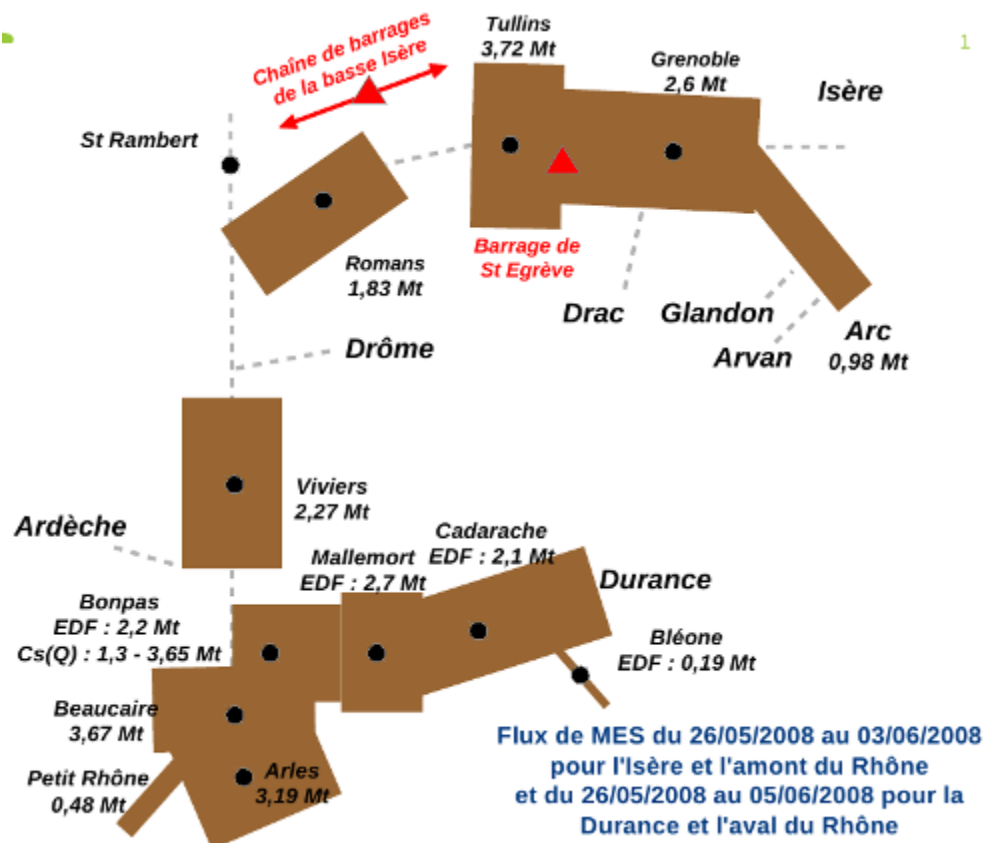 1
Tullins
3,72 Mt
Chaîne de barrages
de la basse Isère
Grenoble
2,6 Mt
Isère
St Rambert
Barrage de
St Egrève
Romans
1,83 Mt
Drac
Glandon
Arvan
Arc
0,98 Mt
Drôme
Viviers
2,27 Mt
Ardèche
Cadarache
EDF : 2,1 Mt
Mallemort
EDF : 2,7 Mt
Durance
Bonpas
EDF : 2,2 Mt
Cs(Q) : 1,3 - 3,65 Mt
Bléone
EDF : 0,19 Mt
Beaucaire
3,67 Mt
Arles
3,19 Mt
Petit Rhône
0,48 Mt
Flux de MES du 26/05/2008 au 03/06/2008
pour l'Isère et l'amont du Rhône
et du 26/05/2008 au 05/06/2008 pour la
Durance et l'aval du Rhône